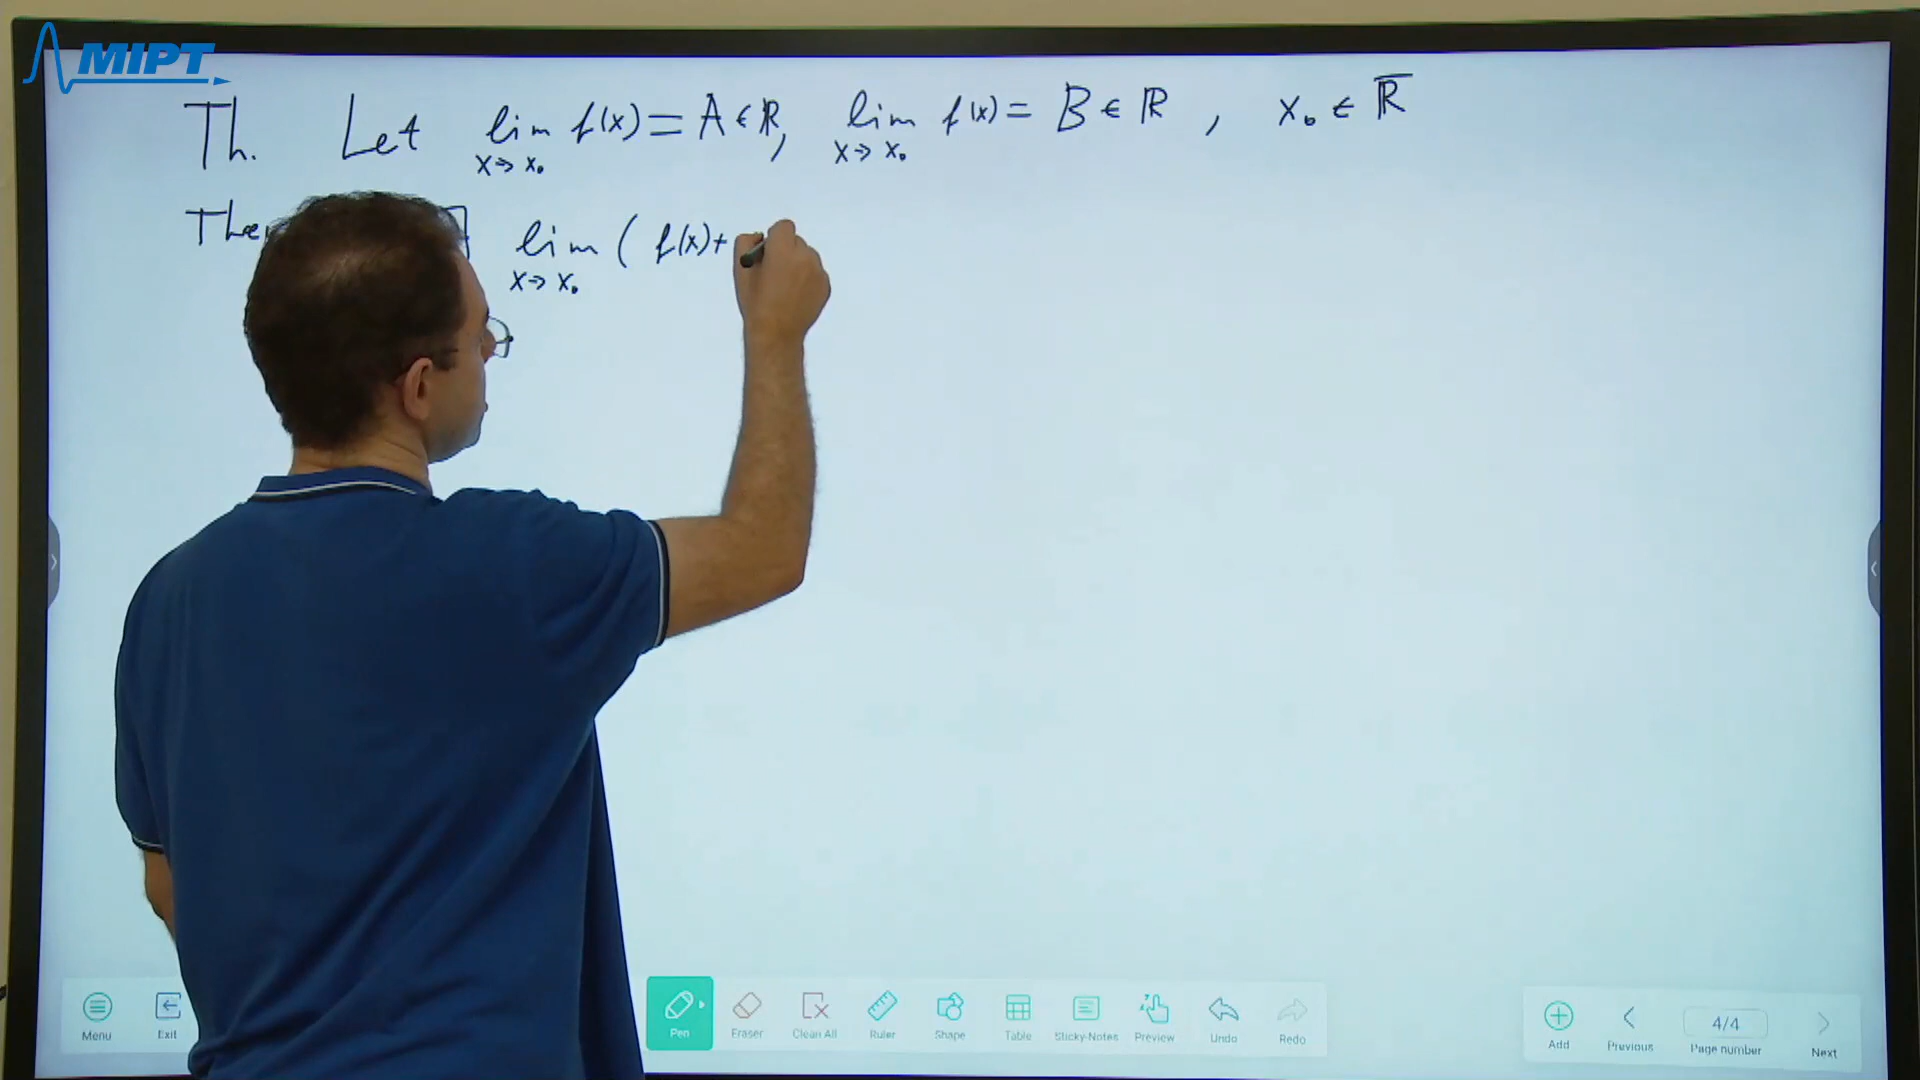 MIPT
Th. Let lim f(x) = A ∈ ℝ, lim f(x) = B ∈ ℝ, x₀ ∈ ℝ̅
x→x₀ x→x₀
lim ( f(x)+
x→x₀
Menu Exit Pen Eraser Clean All Ruler Shape Table Sticky-Notes Preview Undo Redo Add Previous 4/4 Page number Next